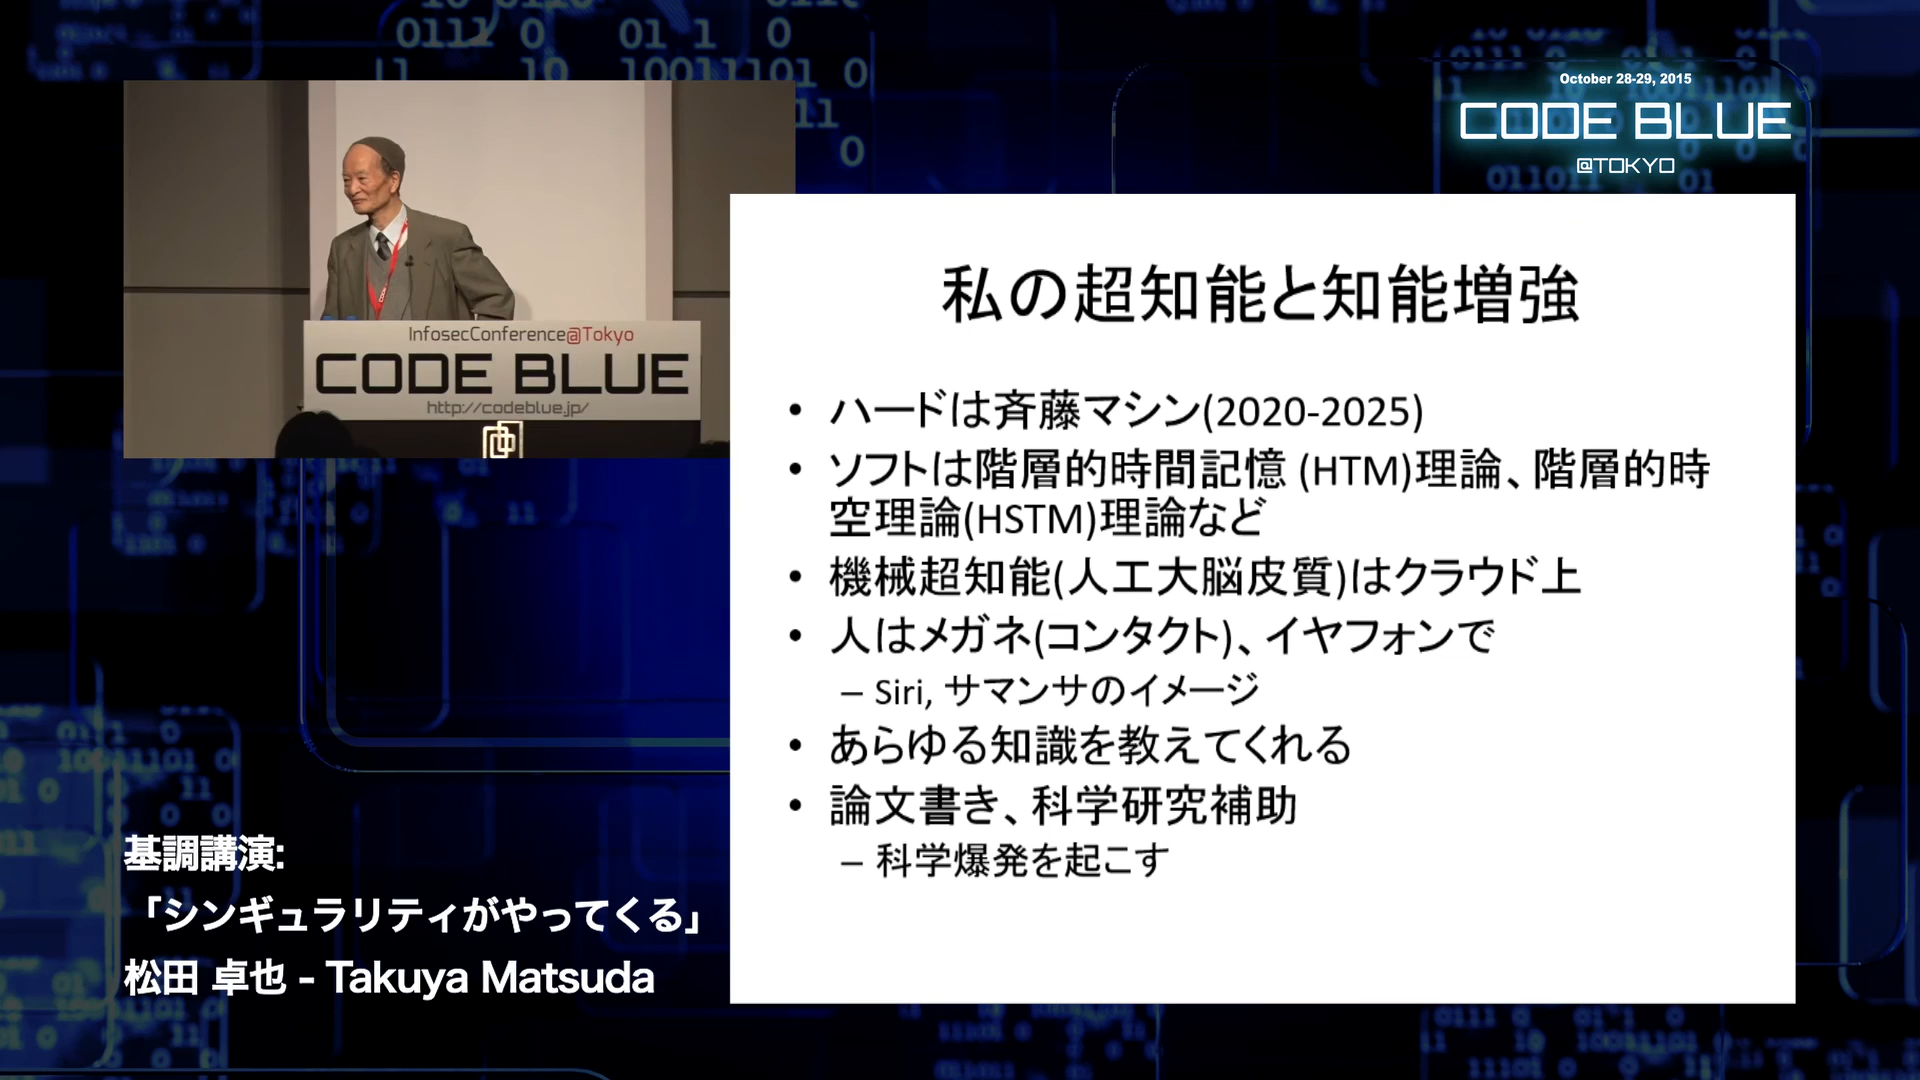 October 28-29, 2015
CODE BLUE
@TOKYO
InfosecConference@Tokyo
CODE BLUE
http://codeblue.jp/
私の超知能と知能増強
• ハードは斉藤マシン(2020-2025)
• ソフトは階層的時間記憶 (HTM)理論、階層的時
空理論(HSTM)理論など
• 機械超知能(人工大脳皮質)はクラウド上
• 人はメガネ(コンタクト)、イヤフォンで
– Siri, サマンサのイメージ
• あらゆる知識を教えてくれる
• 論文書き、科学研究補助
– 科学爆発を起こす
基調講演:
「シンギュラリティがやってくる」
松田 卓也 - Takuya Matsuda